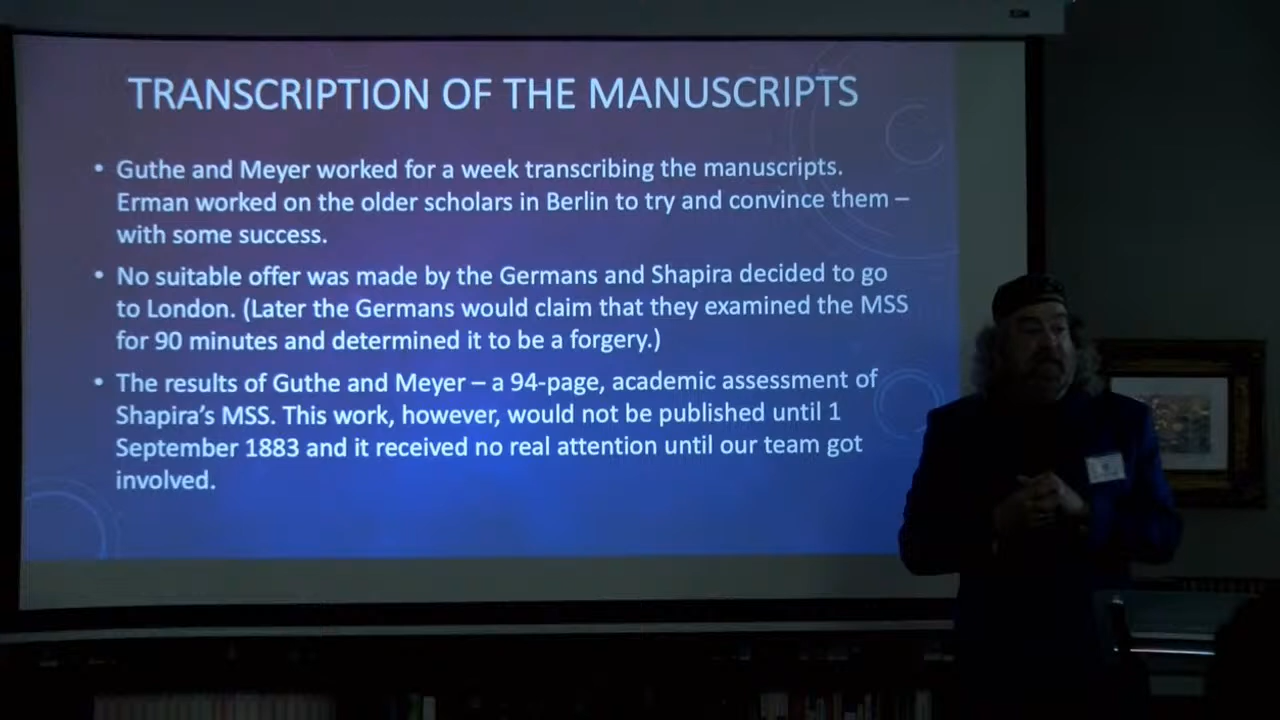 TRANSCRIPTION OF THE MANUSCRIPTS
• Guthe and Meyer worked for a week transcribing the manuscripts.
Erman worked on the older scholars in Berlin to try and convince them –
with some success.
• No suitable offer was made by the Germans and Shapira decided to go
to London. (Later the Germans would claim that they examined the MSS
for 90 minutes and determined it to be a forgery.)
• The results of Guthe and Meyer – a 94-page, academic assessment of
Shapira’s MSS. This work, however, would not be published until 1
September 1883 and it received no real attention until our team got
involved.